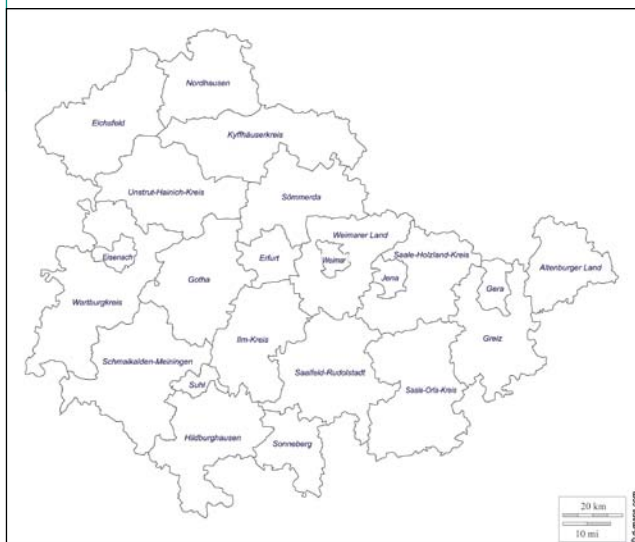 Nordhausen
Eichsfeld
Kyffhäuserkreis
Unstrut-Hainich-Kreis
Sömmerda
Weimarer Land
Eisenach
Erfurt
Weimar
Saale-Holzland-Kreis
Altenburger Land
Gotha
Jena
Gera
Wartburgkreis
Ilm-Kreis
Greiz
Schmalkalden-Meiningen
Saalfeld-Rudolstadt
Suhl
Saale-Orla-Kreis
Hildburghausen
Sonneberg
20 km
10 mi